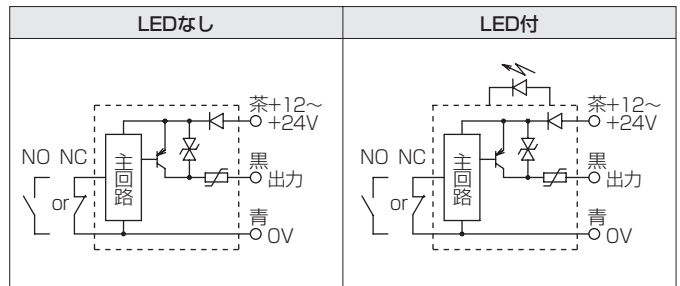 LEDなし
LED付
茶+12～
+24V
NO NC
主回路
黒
出力
or
青
0V
茶+12～
+24V
NO NC
主回路
黒
出力
or
青
0V